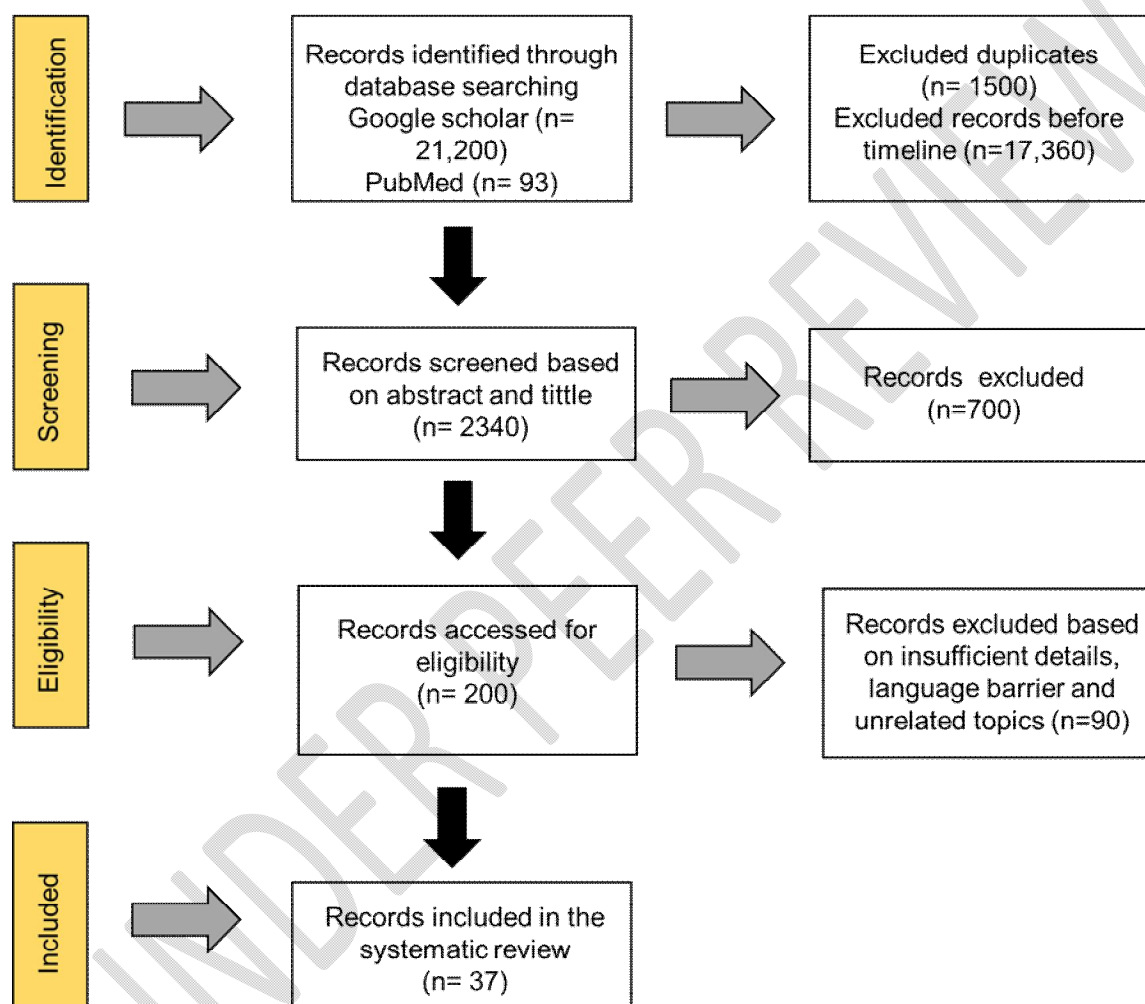 Identification
Records identified through
database searching
Google scholar (n=
21,200)
PubMed (n= 93)
Excluded duplicates
(n= 1500)
Excluded records before
timeline (n=17,360)
Screening
Records screened based
on abstract and tittle
(n= 2340)
Records excluded
(n=700)
Eligibility
Records accessed for
eligibility
(n= 200)
Records excluded based
on insufficient details,
language barrier and
unrelated topics (n=90)
Included
Records included in the
systematic review
(n= 37)
UNDER PEER REVIEW